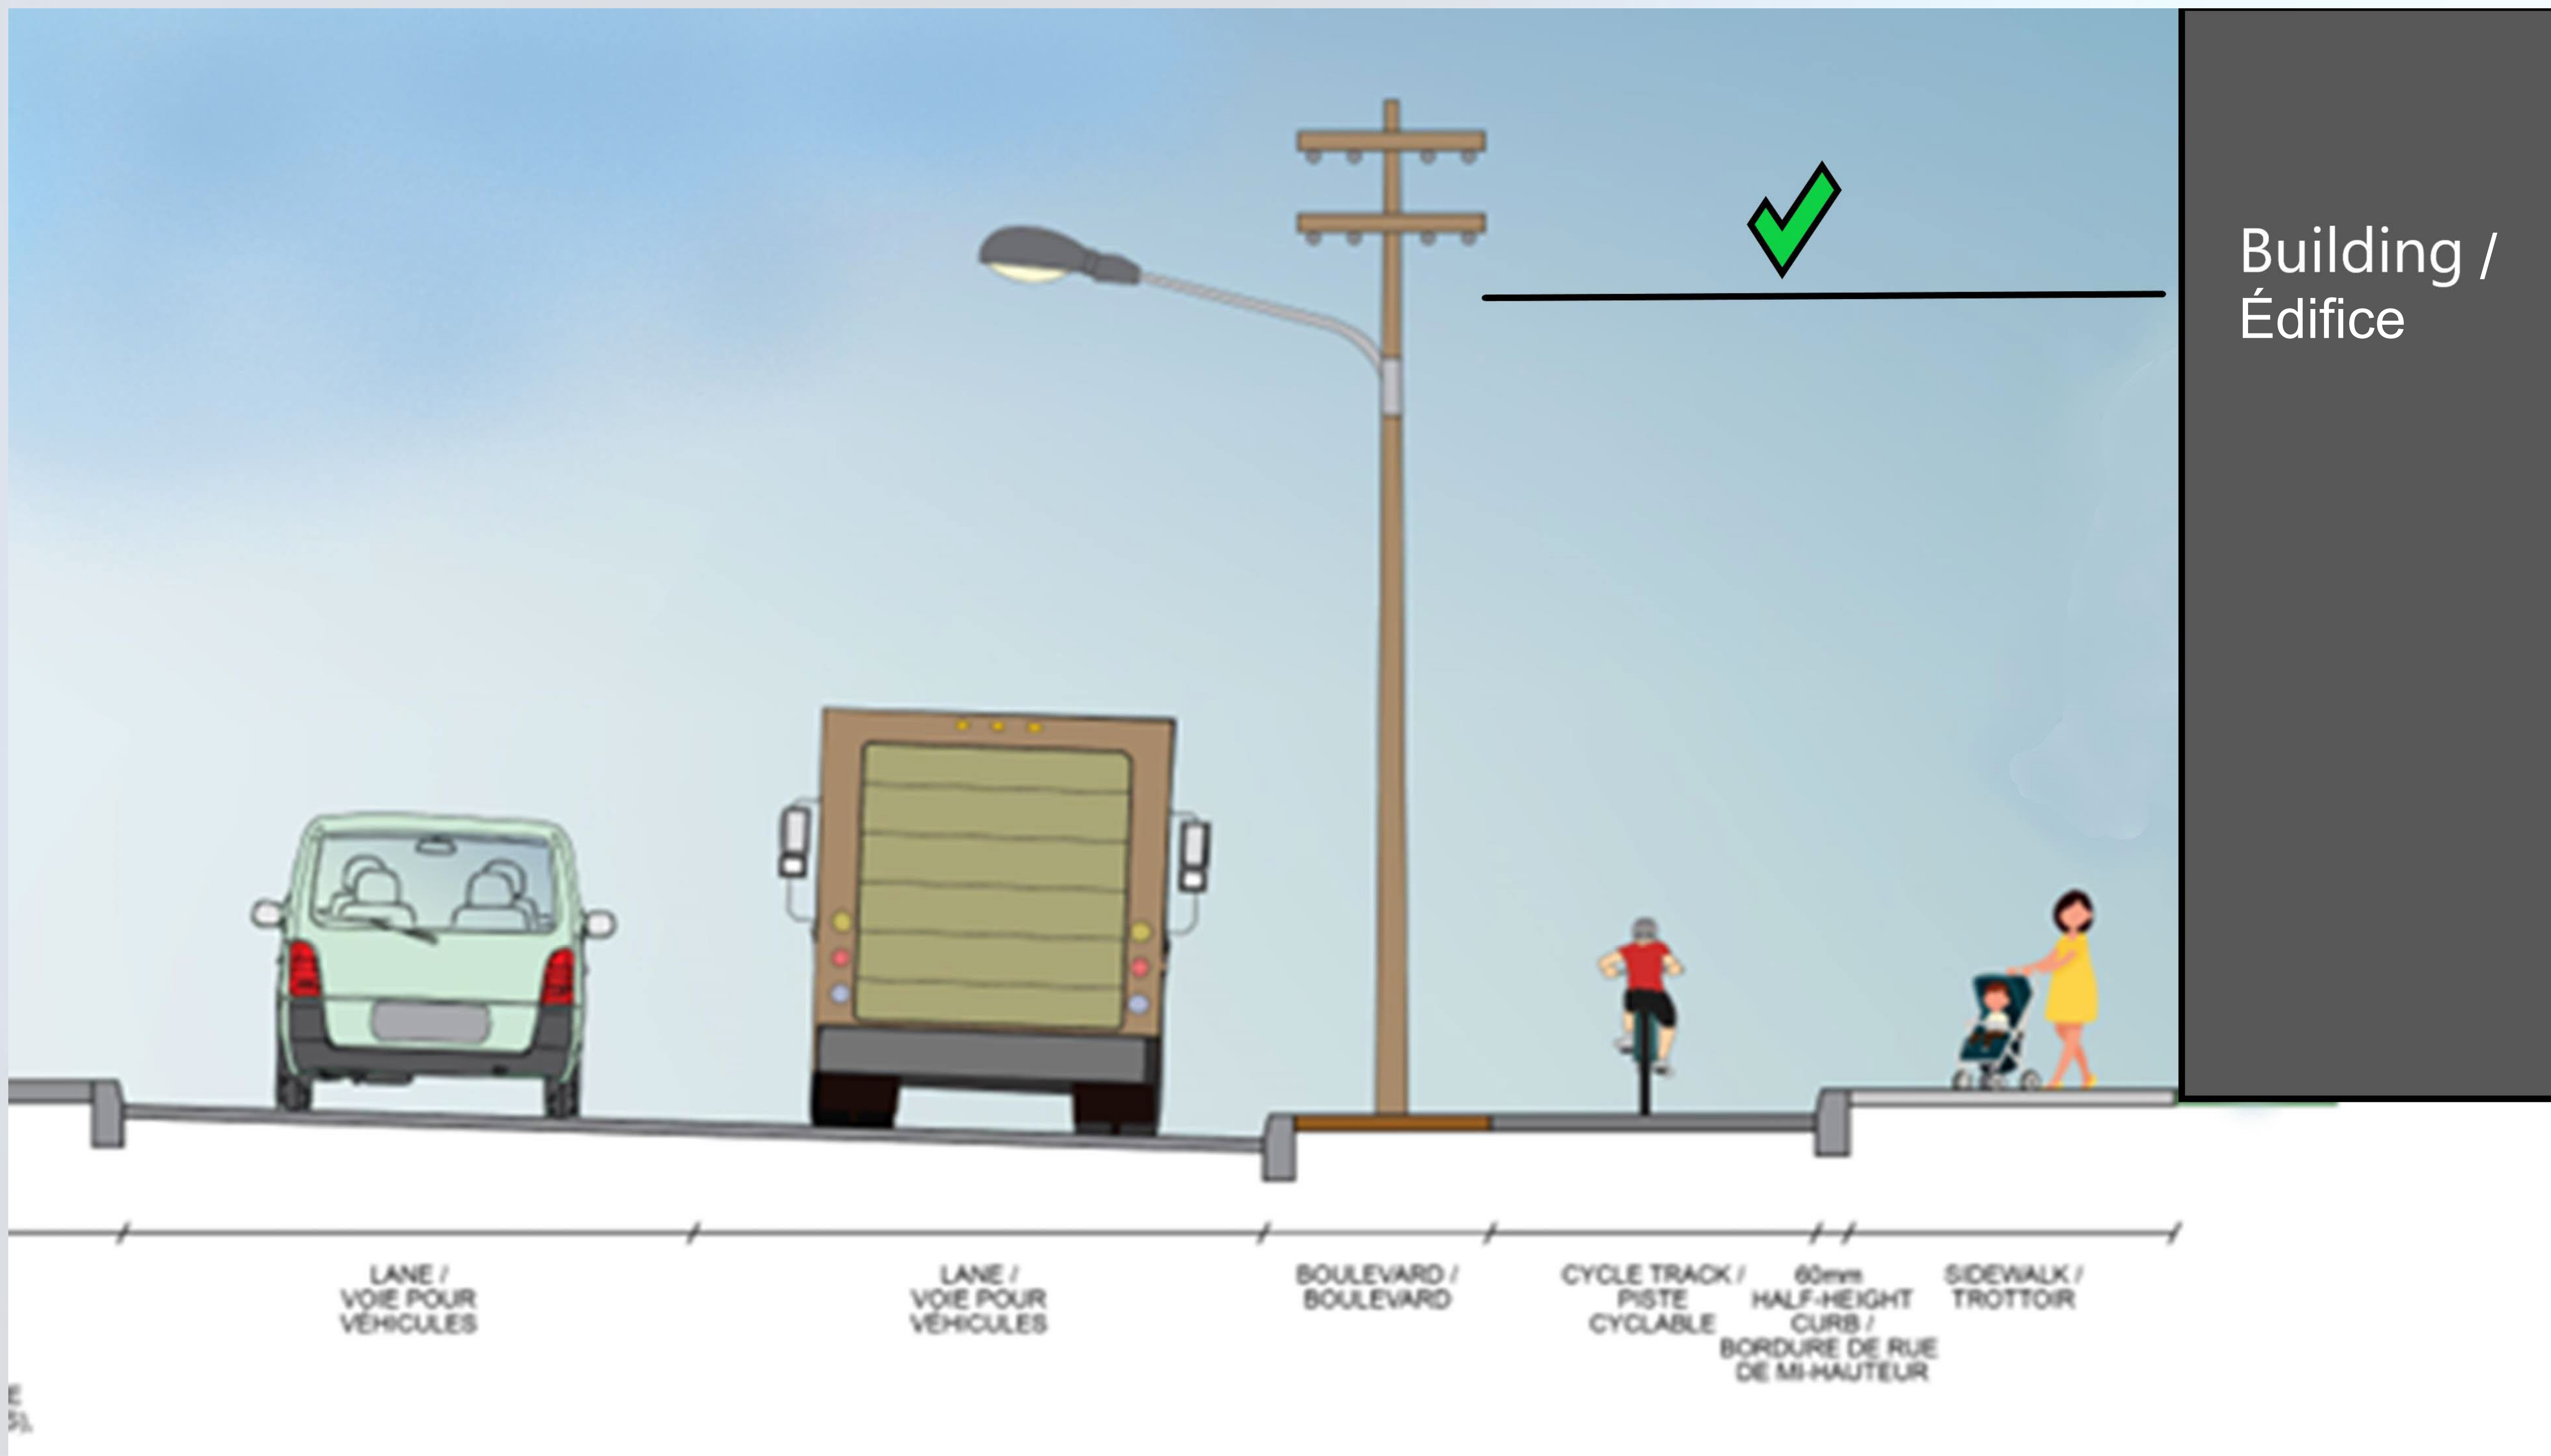 Building /
Édifice
LANE /
VOIE POUR
VÉHICULES
LANE /
VOIE POUR
VÉHICULES
BOULEVARD /
BOULEVARD
CYCLE TRACK /
PISTE
CYCLABLE
60mm
HALF-HEIGHT
CURB /
BORDURE DE RUE
DE MI-HAUTEUR
SIDEWALK /
TROTTOIR